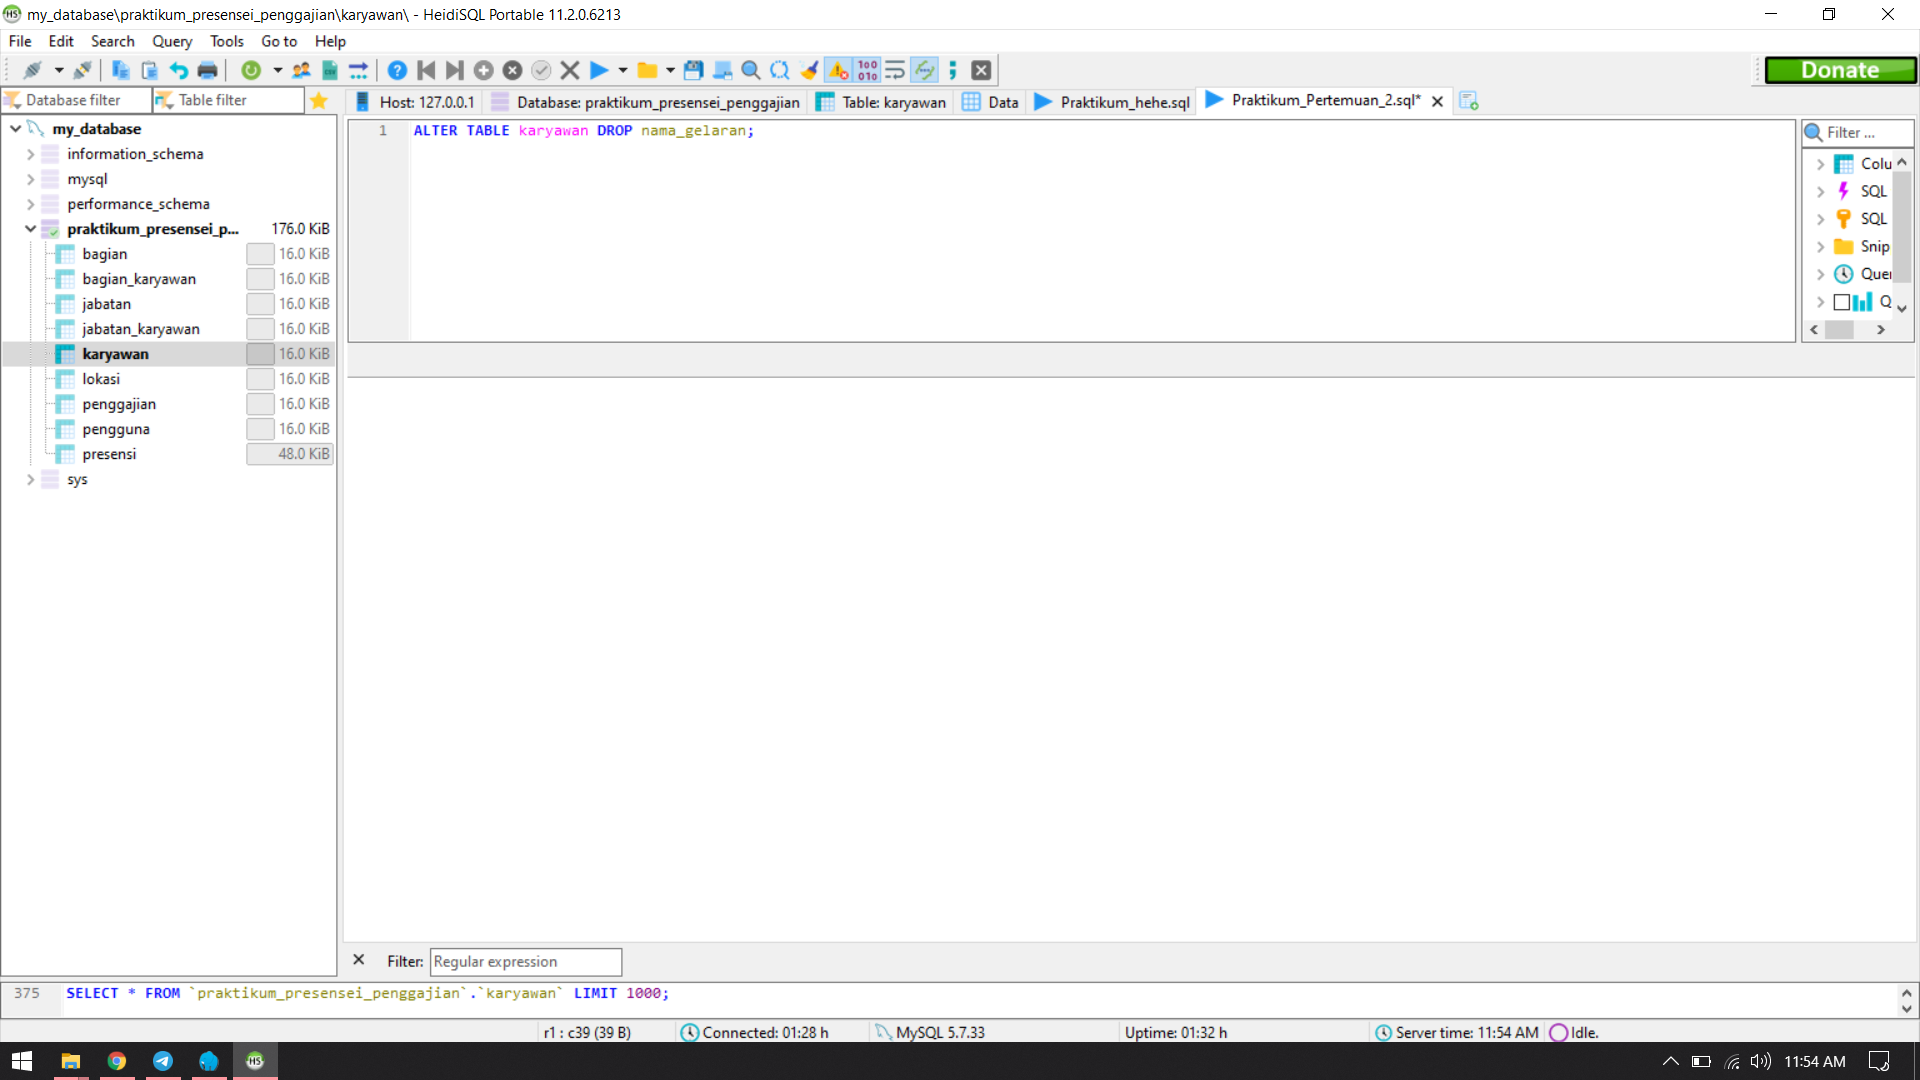 my_database\praktikum_presensei_penggajian\karyawan\ - HeidiSQL Portable 11.2.0.6213
File Edit Search Query Tools Go to Help
Donate
Database filter Table filter
Host: 127.0.0.1 Database: praktikum_presensei_penggajian Table: karyawan Data Praktikum_hehe.sql Praktikum_Pertemuan_2.sql*
my_database
information_schema
mysql
performance_schema
praktikum_presensei_p... 176.0 KiB
bagian 16.0 KiB
bagian_karyawan 16.0 KiB
jabatan 16.0 KiB
jabatan_karyawan 16.0 KiB
karyawan 16.0 KiB
lokasi 16.0 KiB
penggajian 16.0 KiB
pengguna 16.0 KiB
presensi 48.0 KiB
sys
1 ALTER TABLE karyawan DROP nama_gelaran;
Filter ...
Colu
SQL
SQL
Snip
Quer
Q
Filter: Regular expression
375 SELECT * FROM `praktikum_presensei_penggajian`.`karyawan` LIMIT 1000;
r1 : c39 (39 B) Connected: 01:28 h MySQL 5.7.33 Uptime: 01:32 h Server time: 11:54 AM Idle.
11:54 AM